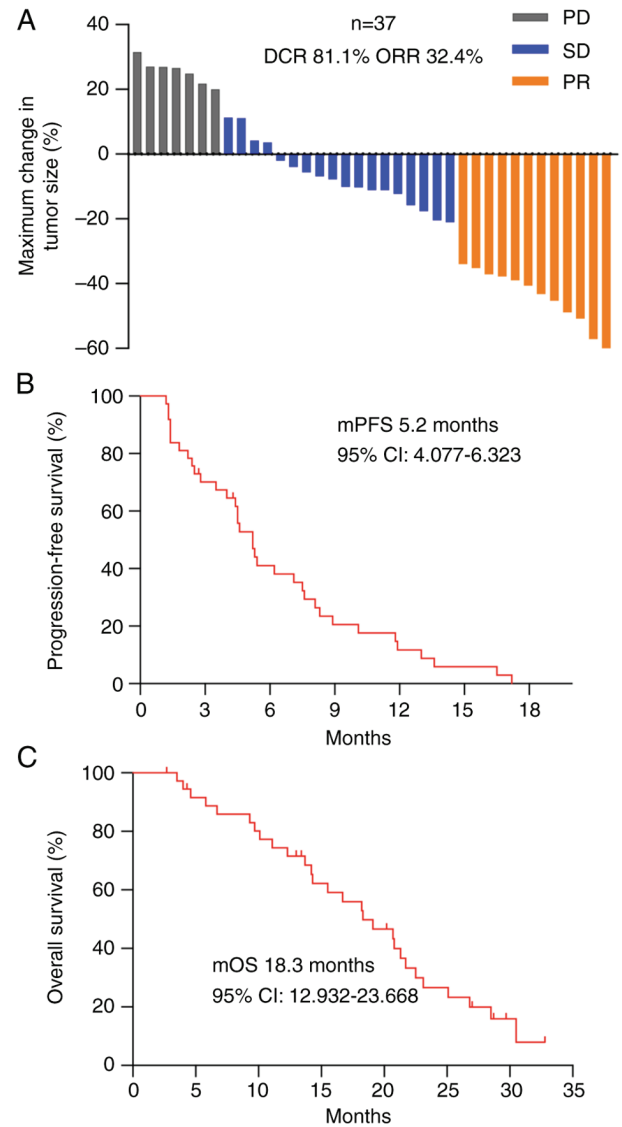 A
n=37
DCR 81.1% ORR 32.4%
PD
SD
PR
Maximum change in
tumor size (%)
40
20
0
–20
–40
–60
B
Progression-free survival (%)
100
80
60
40
20
0
mPFS 5.2 months
95% CI: 4.077-6.323
0 3 6 9 12 15 18
Months
C
Overall survival (%)
100
80
60
40
20
0
mOS 18.3 months
95% CI: 12.932-23.668
0 5 10 15 20 25 30 35
Months